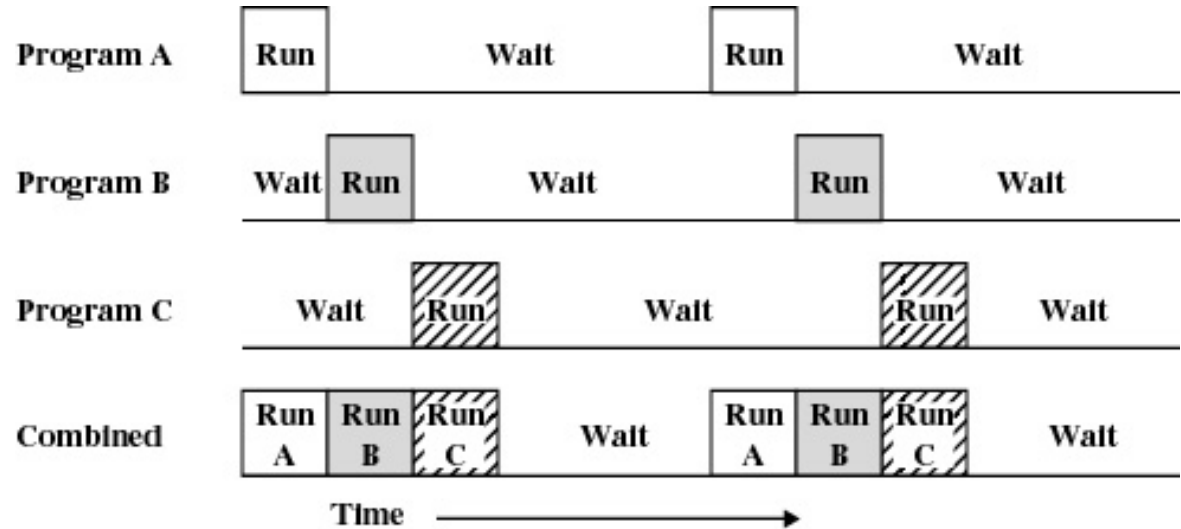 Program A Run Wait Run Wait
Program B Wait Run Wait Run Wait
Program C Wait Run Wait Run Wait
Run Run Run Run Run Run
Combined Wait Wait
A B C A B C
Time